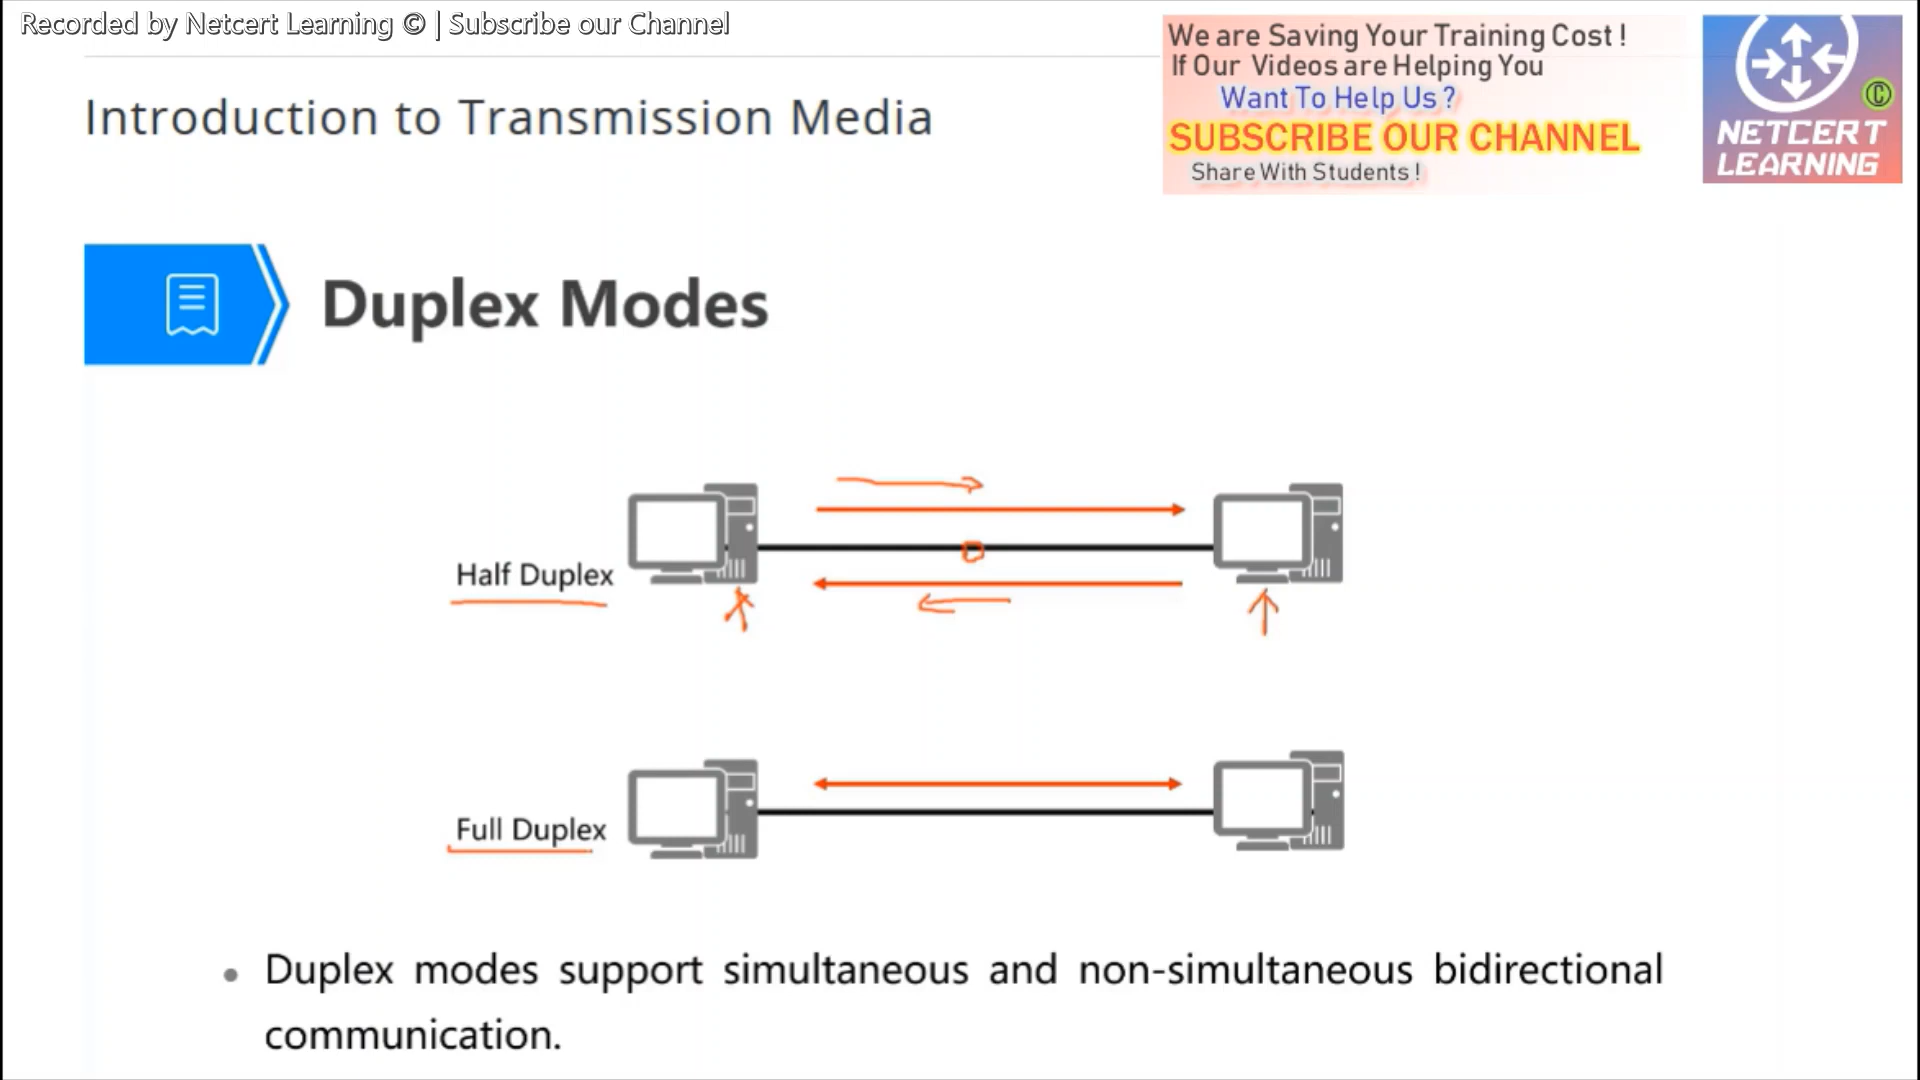 Recorded by Netcert Learning © | Subscribe our Channel
We are Saving Your Training Cost !
If Our Videos are Helping You
Want To Help Us ?
SUBSCRIBE OUR CHANNEL
Share With Students !
©
NETCERT
LEARNING
Introduction to Transmission Media
Duplex Modes
Half Duplex
Full Duplex
• Duplex modes support simultaneous and non-simultaneous bidirectional
communication.